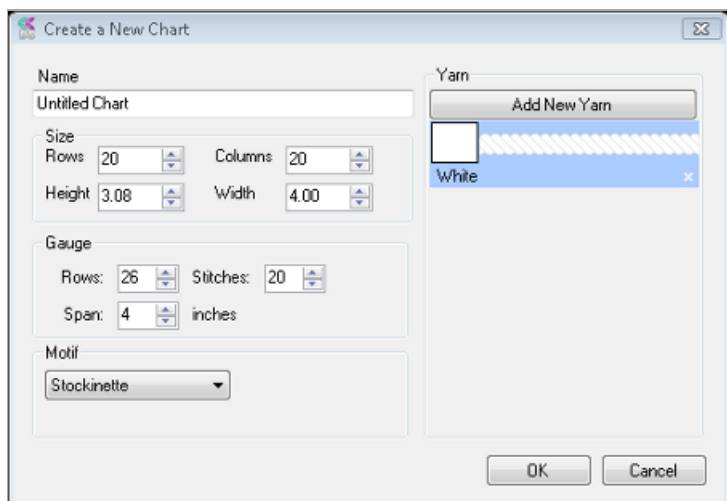 Create a New Chart
Name
Untitled Chart
Size
Rows 20 Columns 20
Height 3.08 Width 4.00
Gauge
Rows: 26 Stitches: 20
Span: 4 inches
Motif
Stockinette
Yarn
Add New Yarn
White
OK Cancel